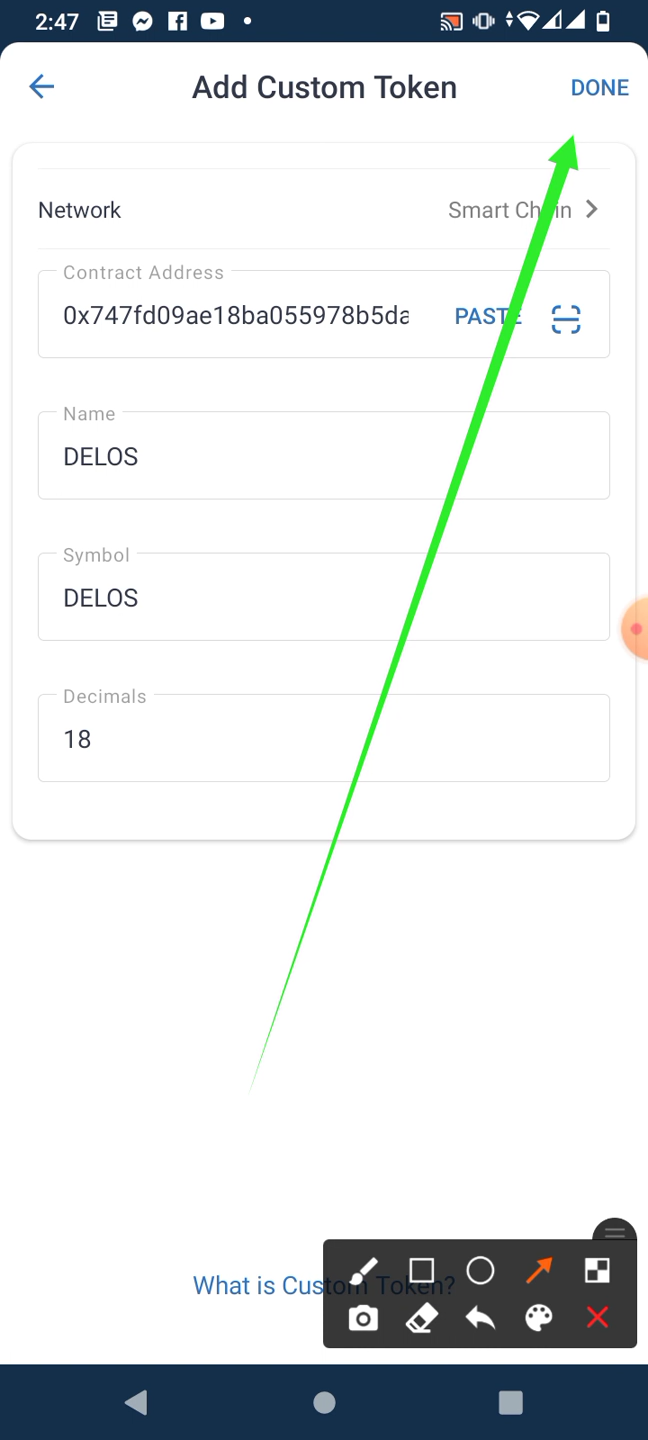 2:47
Add Custom Token
DONE
Network
Smart Chain
Contract Address
0x747fd09ae18ba055978b5da
PASTE
Name
DELOS
Symbol
DELOS
Decimals
18
What is Custom Token?